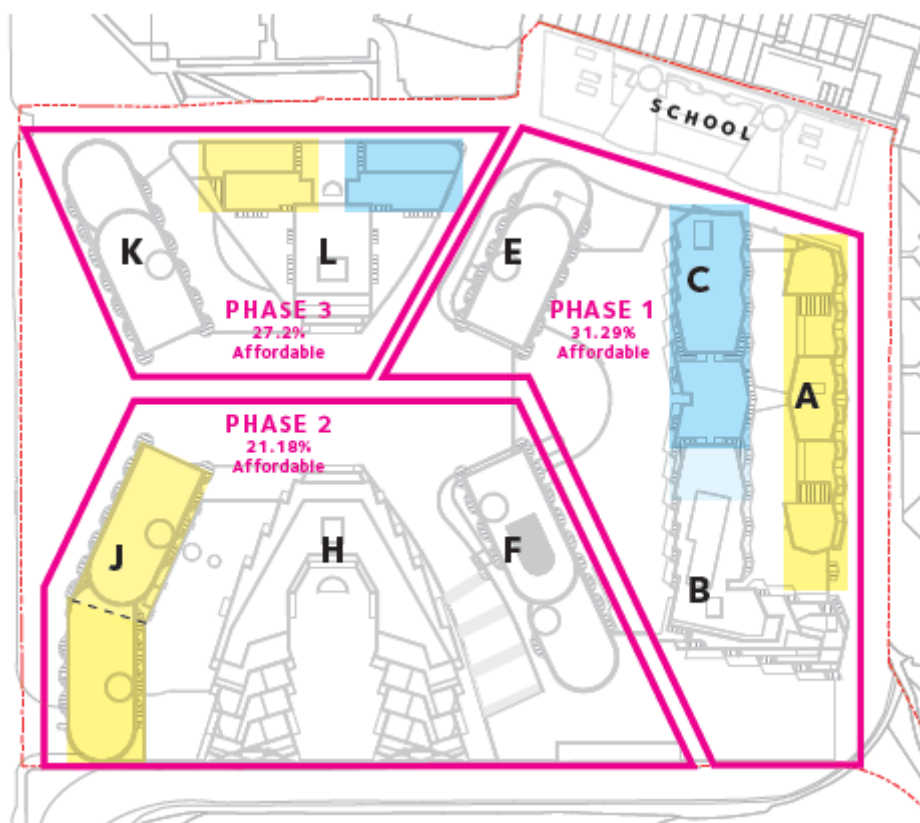 SCHOOL
K
L
E
C
PHASE 3
27.2%
Affordable
PHASE 1
31.29%
Affordable
A
PHASE 2
21.18%
Affordable
J
H
F
B